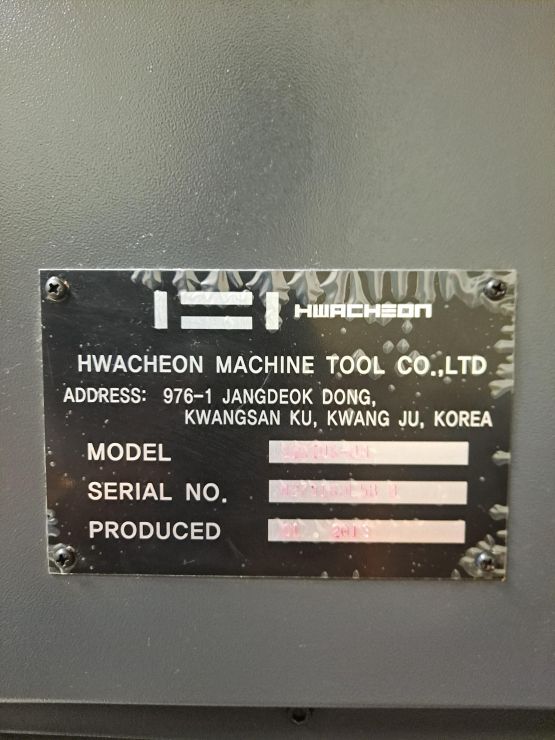 HWACHEON
HWACHEON MACHINE TOOL CO.,LTD
ADDRESS: 976-1 JANGDEOK DONG,
KWANGSAN KU, KWANG JU, KOREA
MODEL
SERIAL NO.
PRODUCED